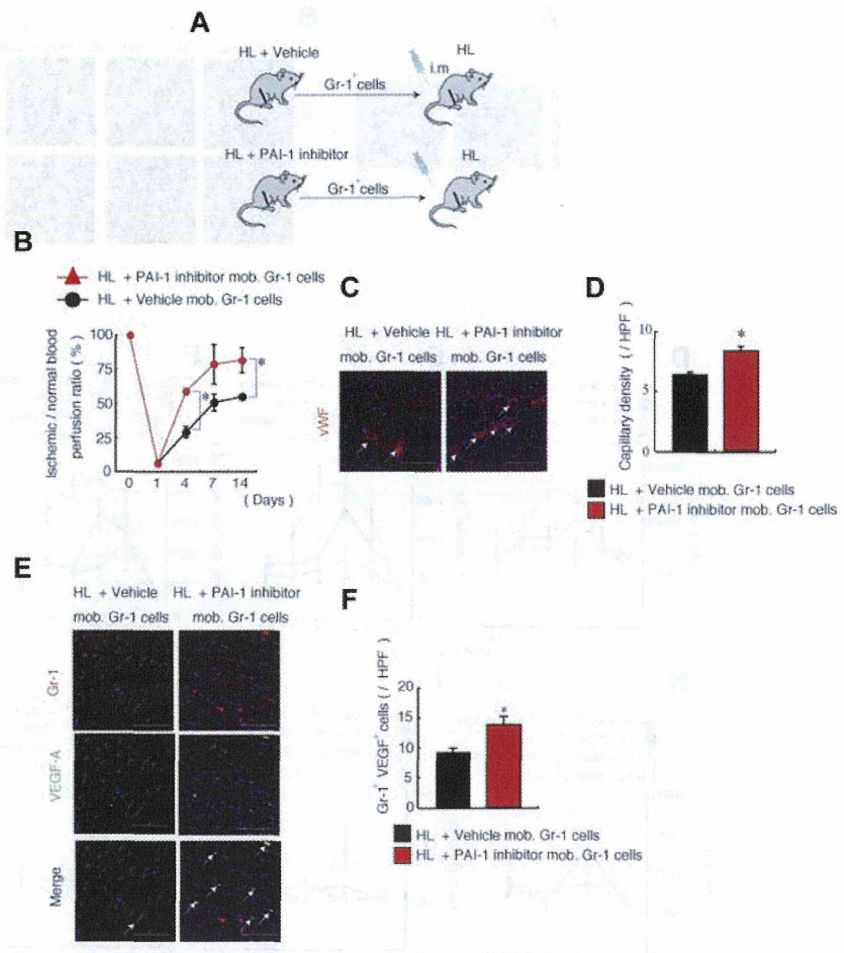 A
HL + Vehicle
HL
i.m
Gr-1+ cells
HL + PAI-1 inhibitor
HL
Gr-1+ cells
B
HL + PAI-1 inhibitor mob. Gr-1 cells
HL + Vehicle mob. Gr-1 cells
Ischemic / normal blood
perfusion ratio ( % )
100
75
50
25
0
*
*
0 1 4 7 14
( Days )
C
HL + Vehicle HL + PAI-1 inhibitor
mob. Gr-1 cells mob. Gr-1 cells
vWF
D
Capillary density ( / HPF )
10
5
0
*
HL + Vehicle mob. Gr-1 cells
HL + PAI-1 inhibitor mob. Gr-1 cells
E
HL + Vehicle HL + PAI-1 inhibitor
mob. Gr-1 cells mob. Gr-1 cells
Gr-1
VEGF-A
Merge
F
Gr-1+ VEGF+ cells ( / HPF )
20
15
10
5
0
*
HL + Vehicle mob. Gr-1 cells
HL + PAI-1 inhibitor mob. Gr-1 cells